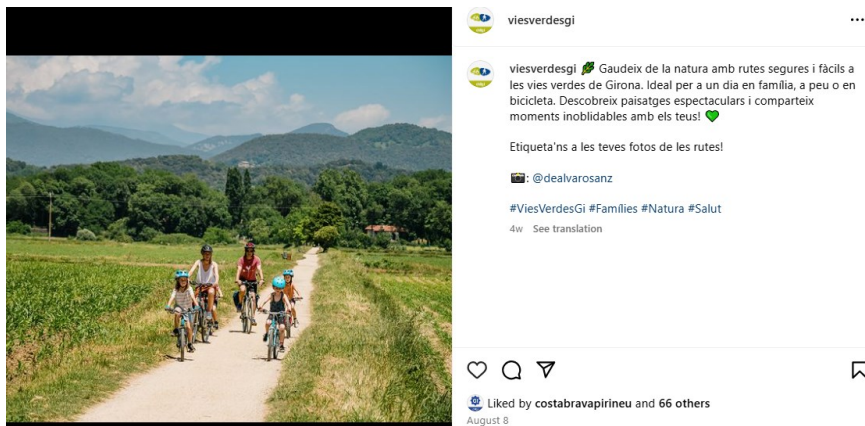 viesverdesgi
viesverdesgi 🌿 Gaudeix de la natura amb rutes segures i fàcils a
les vies verdes de Girona. Ideal per a un dia en família, a peu o en
bicicleta. Descobreix paisatges espectaculars i comparteix
moments inoblidables amb els teus! 💚
Etiqueta'ns a les teves fotos de les rutes!
📷: @dealvarosanz
#ViesVerdesGi #Famílies #Natura #Salut
4w See translation
Liked by costabravapirineu and 66 others
August 8